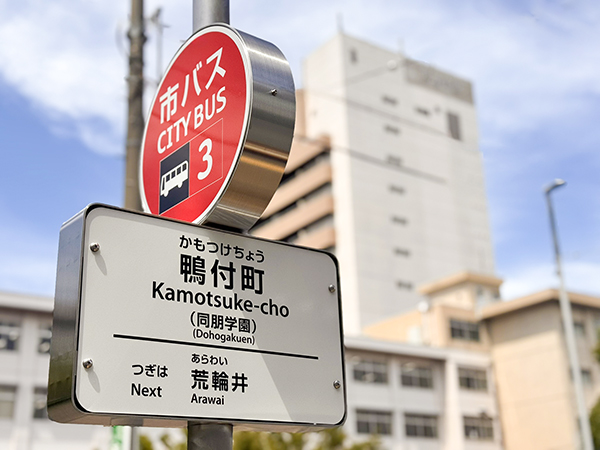 市バス
CITY BUS
3
かもつけちょう
鴨付町
Kamotsuke-cho
(同朋学園)
(Dohogakuen)
つぎは あらわい
Next 荒輪井
Arawai